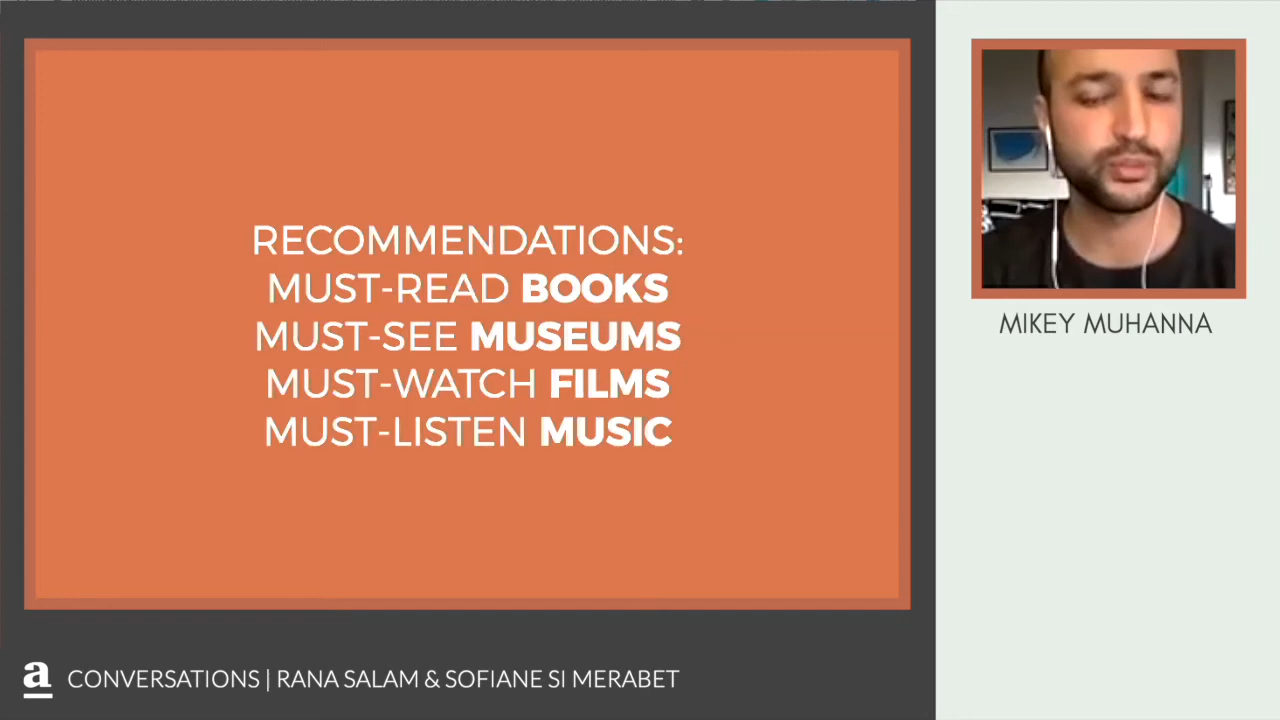 RECOMMENDATIONS:
MUST-READ BOOKS
MUST-SEE MUSEUMS
MUST-WATCH FILMS
MUST-LISTEN MUSIC
MIKEY MUHANNA
a CONVERSATIONS | RANA SALAM & SOFIANE SI MERABET